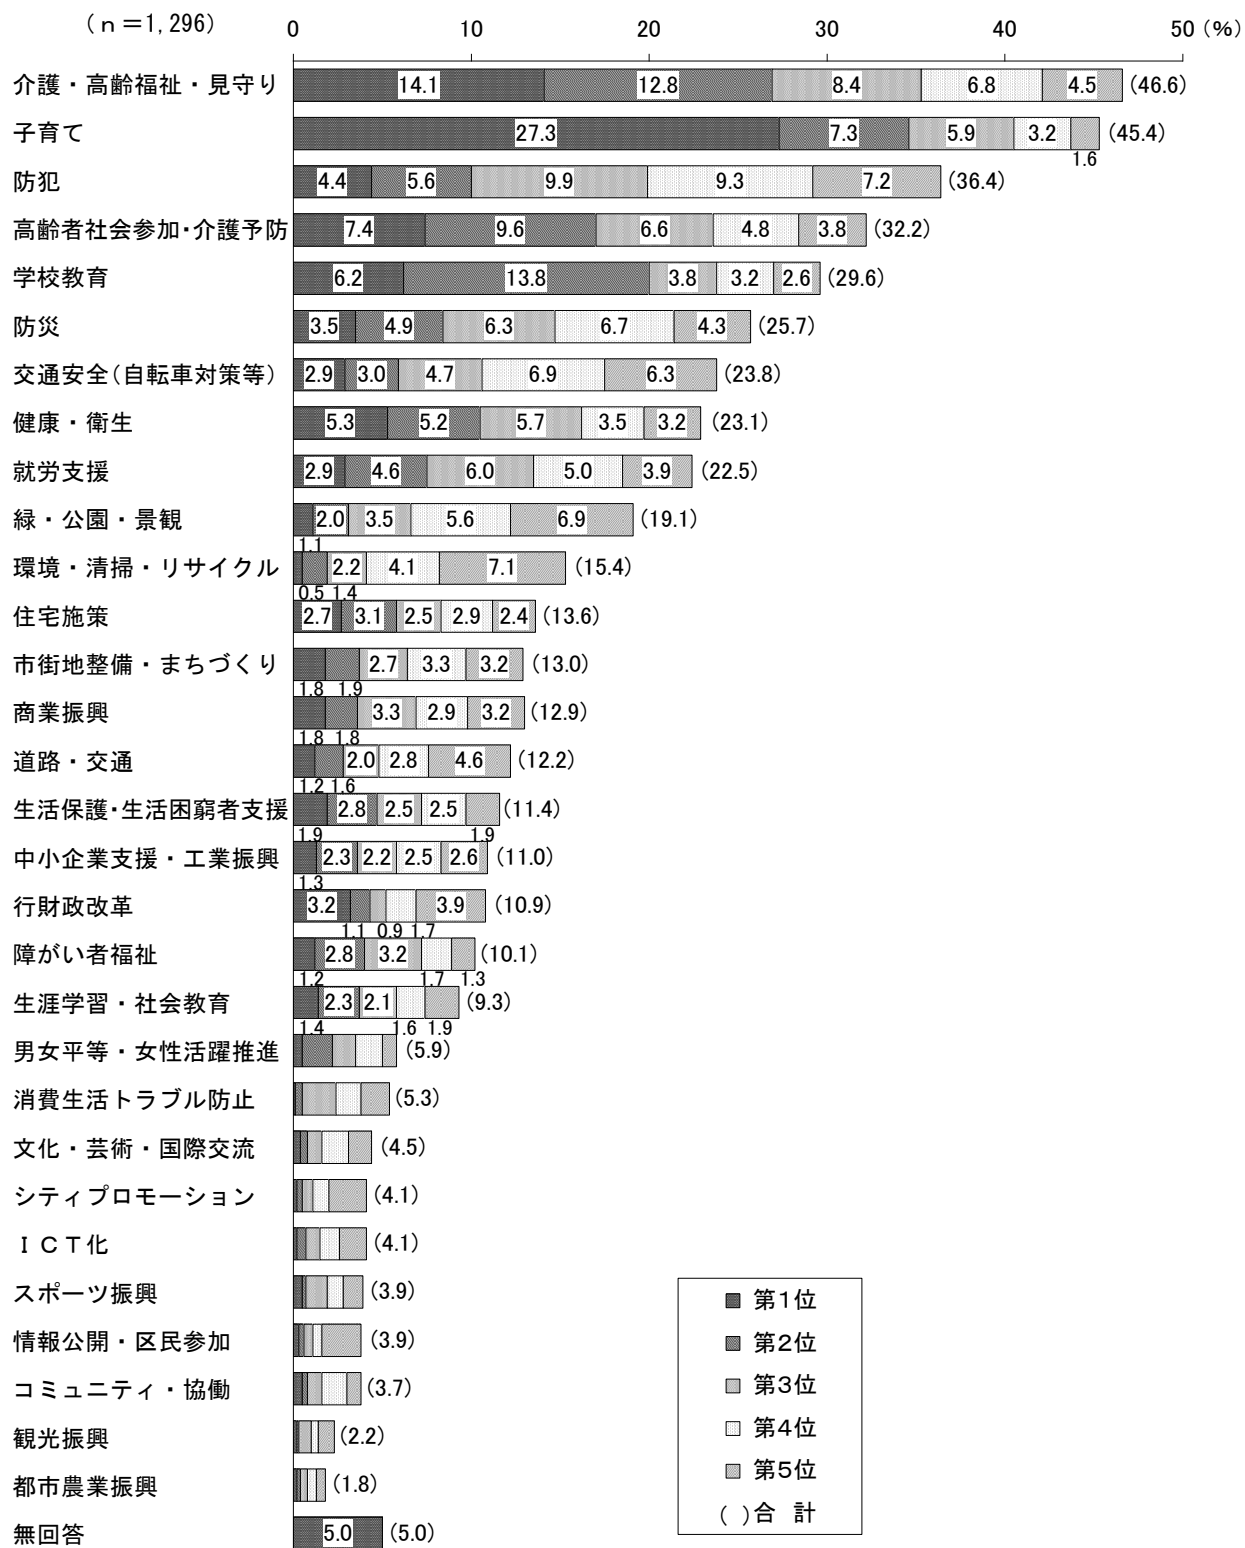 （ｎ＝1,296）
0 10 20 30 40 50（%）
介護・高齢福祉・見守り 14.1 12.8 8.4 6.8 4.5 (46.6)
子育て 27.3 7.3 5.9 3.2 (45.4)
1.6
防犯 4.4 5.6 9.9 9.3 7.2 (36.4)
高齢者社会参加・介護予防 7.4 9.6 6.6 4.8 3.8 (32.2)
学校教育 6.2 13.8 3.8 3.2 2.6 (29.6)
防災 3.5 4.9 6.3 6.7 4.3 (25.7)
交通安全（自転車対策等） 2.9 3.0 4.7 6.9 6.3 (23.8)
健康・衛生 5.3 5.2 5.7 3.5 3.2 (23.1)
就労支援 2.9 4.6 6.0 5.0 3.9 (22.5)
緑・公園・景観 2.0 3.5 5.6 6.9 (19.1)
1.1
環境・清掃・リサイクル 2.2 4.1 7.1 (15.4)
0.5 1.4
住宅施策 2.7 3.1 2.5 2.9 2.4 (13.6)
市街地整備・まちづくり 2.7 3.3 3.2 (13.0)
1.8 1.9
商業振興 3.3 2.9 3.2 (12.9)
1.8 1.8
道路・交通 2.0 2.8 4.6 (12.2)
1.2 1.6
生活保護・生活困窮者支援 2.8 2.5 2.5 (11.4)
1.9 1.9
中小企業支援・工業振興 2.3 2.2 2.5 2.6 (11.0)
1.3
行財政改革 3.2 3.9 (10.9)
1.1 0.9 1.7
障がい者福祉 2.8 3.2 (10.1)
1.2 1.7 1.3
生涯学習・社会教育 2.3 2.1 (9.3)
1.4 1.6 1.9
男女平等・女性活躍推進 (5.9)
消費生活トラブル防止 (5.3)
文化・芸術・国際交流 (4.5)
シティプロモーション (4.1)
ＩＣＴ化 (4.1)
スポーツ振興 (3.9)
情報公開・区民参加 (3.9)
コミュニティ・協働 (3.7)
観光振興 (2.2)
都市農業振興 (1.8)
無回答 5.0 (5.0)
第1位
第2位
第3位
第4位
第5位
( )合 計